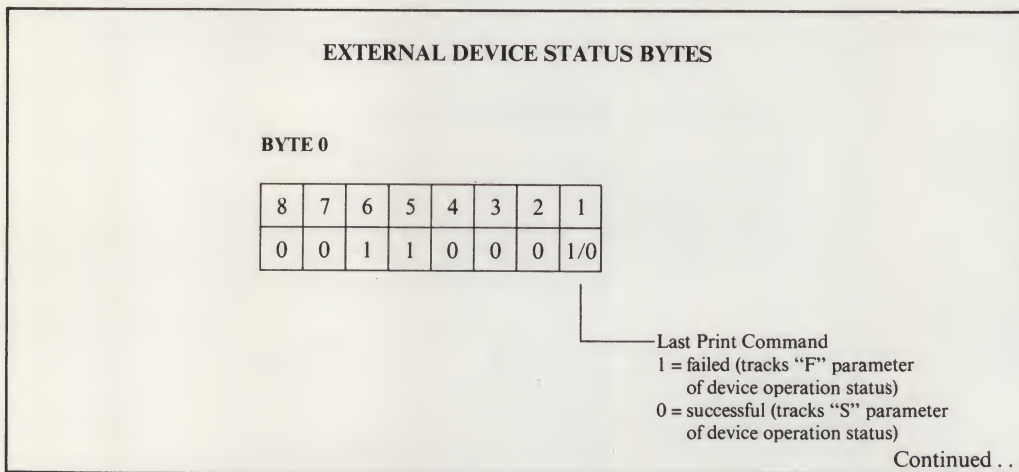 EXTERNAL DEVICE STATUS BYTES
BYTE 0
8 7 6 5 4 3 2 1
0 0 1 1 0 0 0 1/0
Last Print Command
1 = failed (tracks “F” parameter
of device operation status)
0 = successful (tracks “S” parameter
of device operation status)
Continued . .